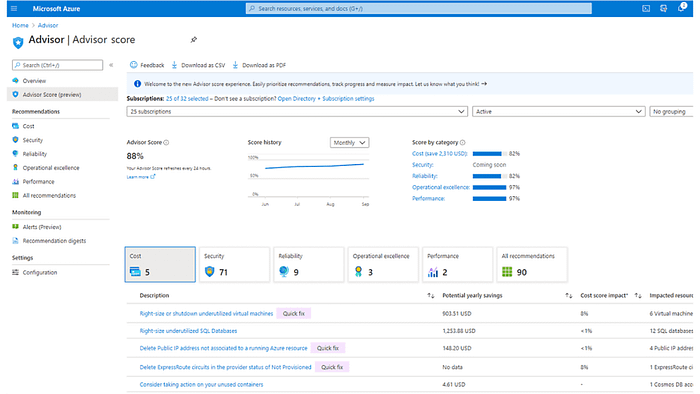 Microsoft Azure
Search resources, services, and docs (G+/)
Home > Advisor
Advisor | Advisor score
Search (Ctrl+/)
Overview
Advisor Score (preview)
Recommendations
Cost
Security
Reliability
Operational excellence
Performance
All recommendations
Monitoring
Alerts (Preview)
Recommendation digests
Settings
Configuration
Feedback
Download as CSV
Download as PDF
Welcome to the new Advisor score experience. Easily prioritize recommendations, track progress and measure impact. Let us know what you think! →
Subscriptions: 25 of 32 selected – Don't see a subscription? Open Directory + Subscription settings
25 subscriptions
Active
No grouping
Advisor Score
88%
Your Advisor Score refreshes every 24 hours.
Learn more
Score history
Monthly
100%
50%
0%
Jun Jul Aug Sep
Score by category
Cost (save 2,310 USD): 82%
Security: Coming soon
Reliability: 82%
Operational excellence: 97%
Performance: 97%
Cost
5
Security
71
Reliability
9
Operational excellence
3
Performance
2
All recommendations
90
Description Potential yearly savings Cost score impact* Impacted resourc
Right-size or shutdown underutilized virtual machines Quick fix 903.51 USD 8% 6 Virtual machine
Right-size underutilized SQL Databases 1,253.88 USD <1% 12 SQL databases
Delete Public IP address not associated to a running Azure resource Quick fix 148.20 USD <1% 4 Public IP addres
Delete ExpressRoute circuits in the provider status of Not Provisioned Quick fix No data 8% 1 ExpressRoute ci
Consider taking action on your unused containers 4.61 USD - 1 Cosmos DB acc